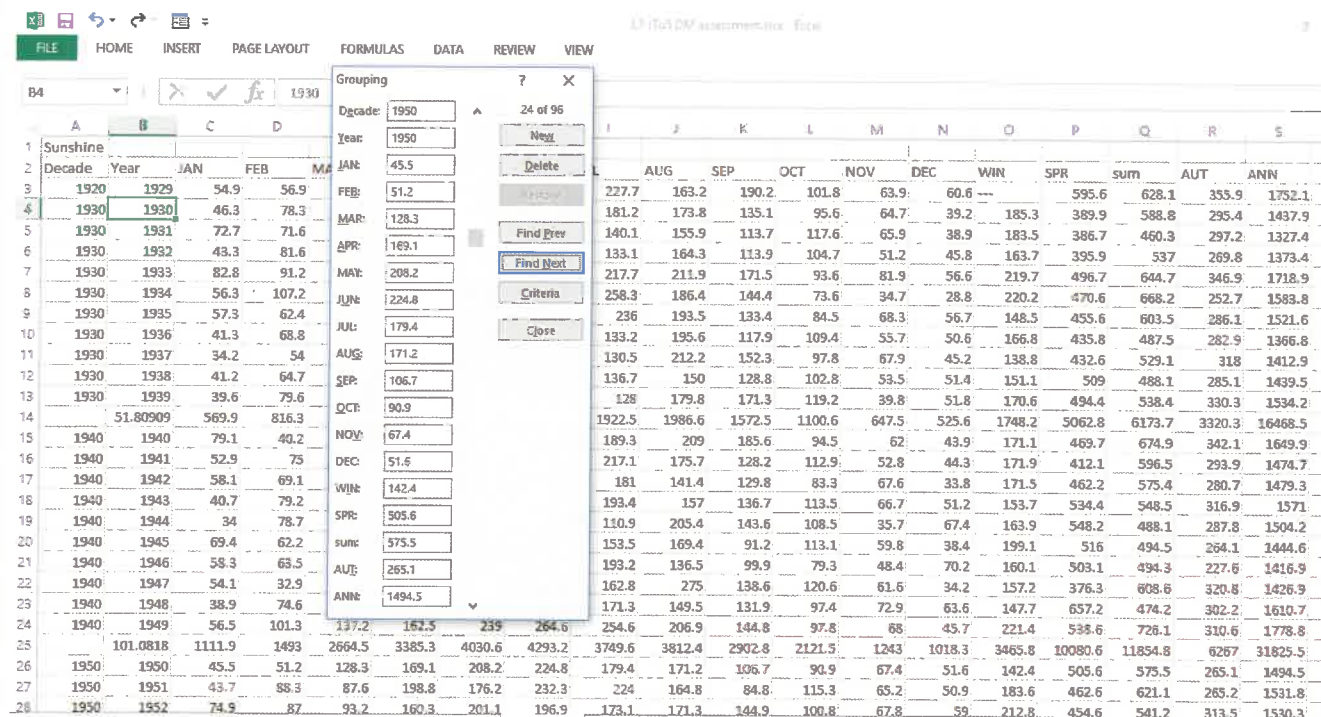 assessment.xlsx - Excel
FILE HOME INSERT PAGE LAYOUT FORMULAS DATA REVIEW VIEW
B4 fx 1930
Grouping ? ×
24 of 96
Decade: 1950
Year: 1950
JAN: 45.5
FEB: 51.2
MAR: 128.3
APR: 169.1
MAY: 208.2
JUN: 224.8
JUL: 179.4
AUG: 171.2
SEP: 106.7
OCT: 90.9
NOV: 67.4
DEC: 51.6
WIN: 142.4
SPR: 505.6
sum: 575.5
AUT: 265.1
ANN: 1494.5
New
Delete
Find Prev
Find Next
Criteria
Close
A B C D I J K L M N O P Q R S
1 Sunshine
2 Decade Year JAN FEB MA L AUG SEP OCT NOV DEC WIN SPR sum AUT ANN
3 1920 1929 54.9 56.9 227.7 163.2 190.2 101.8 63.9 60.6 --- 595.6 628.1 355.9 1752.1
4 1930 1930 46.3 78.3 181.2 173.8 135.1 95.6 64.7 39.2 185.3 389.9 588.8 295.4 1437.9
5 1930 1931 72.7 71.6 140.1 155.9 113.7 117.6 65.9 38.9 183.5 386.7 460.3 297.2 1327.4
6 1930 1932 43.3 81.6 133.1 164.3 113.9 104.7 51.2 45.8 163.7 395.9 537 269.8 1373.4
7 1930 1933 82.8 91.2 217.7 211.9 171.5 93.6 81.9 56.6 219.7 496.7 644.7 346.9 1718.9
8 1930 1934 56.3 107.2 258.3 186.4 144.4 73.6 34.7 28.8 220.2 470.6 668.2 252.7 1583.8
9 1930 1935 57.3 62.4 236 193.5 133.4 84.5 68.3 56.7 148.5 455.6 603.5 286.1 1521.6
10 1930 1936 41.3 68.8 133.2 195.6 117.9 109.4 55.7 50.6 166.8 435.8 487.5 282.9 1366.8
11 1930 1937 34.2 54 130.5 212.2 152.3 97.8 67.9 45.2 138.8 432.6 529.1 318 1412.9
12 1930 1938 41.2 64.7 136.7 150 128.8 102.8 53.5 51.4 151.1 509 488.1 285.1 1439.5
13 1930 1939 39.6 79.6 128 179.8 171.3 119.2 39.8 51.8 170.6 494.4 538.4 330.3 1534.2
14 51.80909 569.9 816.3 1922.5 1986.6 1572.5 1100.6 647.5 525.6 1748.2 5062.8 6173.7 3320.3 16468.5
15 1940 1940 79.1 40.2 189.3 209 185.6 94.5 62 43.9 171.1 469.7 674.9 342.1 1649.9
16 1940 1941 52.9 75 217.1 175.7 128.2 112.9 52.8 44.3 171.9 412.1 596.5 293.9 1474.7
17 1940 1942 58.1 69.1 181 141.4 129.8 83.3 67.6 33.8 171.5 462.2 575.4 280.7 1479.3
18 1940 1943 40.7 79.2 193.4 157 136.7 113.5 66.7 51.2 153.7 534.4 548.5 316.9 1571
19 1940 1944 34 78.7 110.9 205.4 143.6 108.5 35.7 67.4 163.9 548.2 488.1 287.8 1504.2
20 1940 1945 69.4 62.2 153.5 169.4 91.2 113.1 59.8 38.4 199.1 516 494.5 264.1 1444.6
21 1940 1946 58.3 63.5 193.2 136.5 99.9 79.3 48.4 70.2 160.1 503.1 494.3 227.6 1416.9
22 1940 1947 54.1 32.9 162.8 275 138.6 120.6 61.6 34.2 157.2 376.3 608.6 320.8 1426.9
23 1940 1948 38.9 74.6 171.3 149.5 131.9 97.4 72.9 63.6 147.7 657.2 474.2 302.2 1610.7
24 1940 1949 56.5 101.3 137.2 162.5 239 264.6 254.6 206.9 144.8 97.8 68 45.7 221.4 538.6 726.1 310.6 1778.8
25 101.0818 1111.9 1493 2664.5 3385.3 4030.6 4293.2 3749.6 3812.4 2902.8 2121.5 1243 1018.3 3465.8 10080.6 11854.8 6267 31825.5
26 1950 1950 45.5 51.2 128.3 169.1 208.2 224.8 179.4 171.2 106.7 90.9 67.4 51.6 142.4 505.6 575.5 265.1 1494.5
27 1950 1951 43.7 88.3 87.6 198.8 176.2 232.3 224 164.8 84.8 115.3 65.2 50.9 183.6 462.6 621.1 265.2 1531.8
28 1950 1952 74.9 87 93.2 160.3 201.1 196.9 173.1 171.3 144.9 100.8 67.8 59 212.8 454.6 541.2 313.5 1530.3